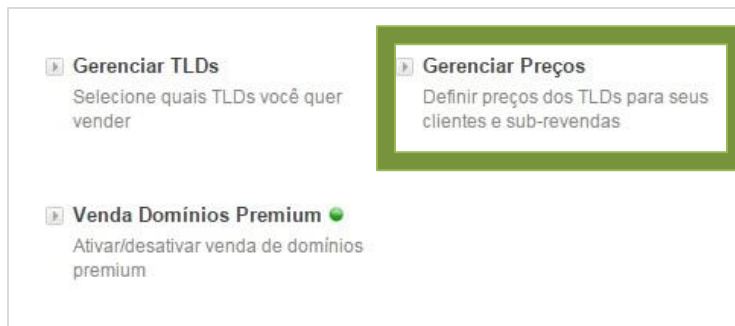 Gerenciar TLDs
Selecione quais TLDs você quer
vender
Gerenciar Preços
Definir preços dos TLDs para seus
clientes e sub-revendas
Venda Domínios Premium
Ativar/desativar venda de domínios
premium